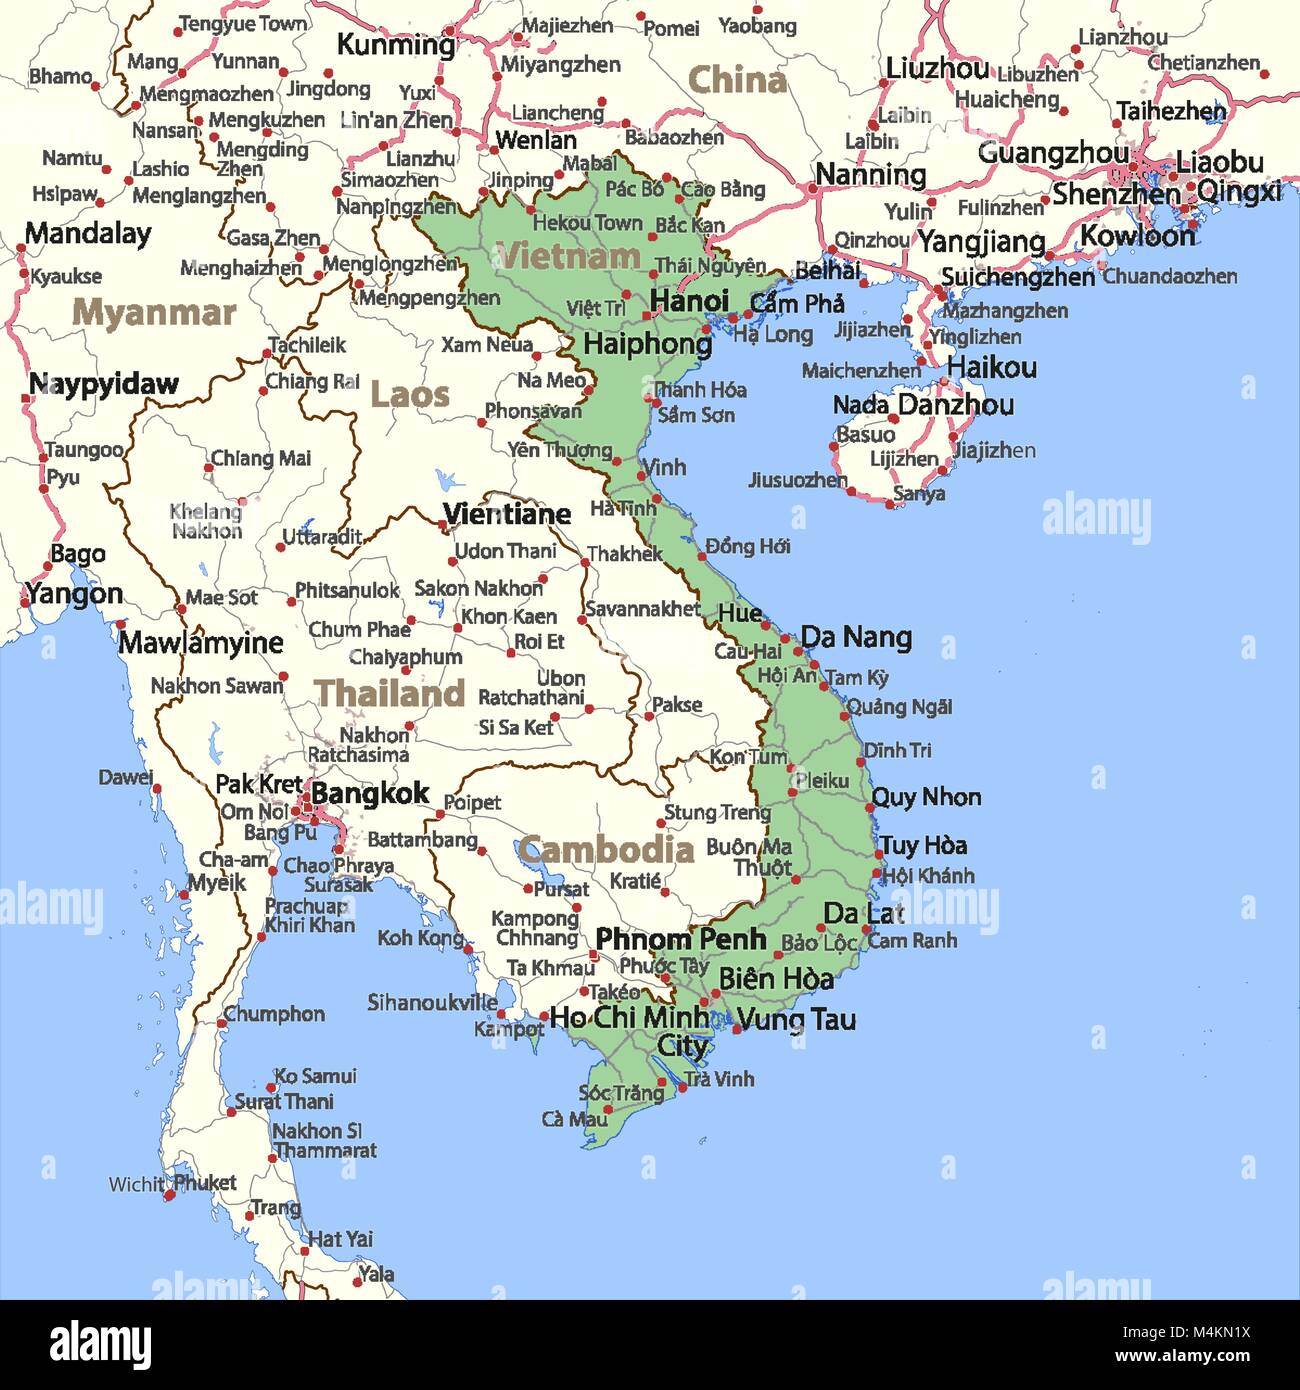 Tengyue Town
Kunming
Majiezhen
Pomei
Yaobang
Lianzhou
Mang
Yunnan
Miyangzhen
China
Liuzhou
Libuzhen
Chetianzhen
Bhamo
Mengmaozhen
Jingdong
Yuxi
Huaicheng
Nansan
Mengkuzhen
Lin'an Zhen
Liancheng
Babaozhen
Laibin
Laibin
Taihezhen
Namtu
Lashio
Mengding
Zhen
Lianzhu
Wenlan
Mabai
Guangzhou
Liaobu
Hsipaw
Menglangzhen
Simaozhen
Jinping
Pác Bó
Cao Bằng
Nanning
Shenzhen
Qingxi
Nanpingzhen
Hekou Town
Bắc Kan
Yulin
Fulinzhen
Mandalay
Gasa Zhen
Vietnam
Qinzhou
Yangjiang
Kowloon
Kyaukse
Menghaizhen
Menglongzhen
Thái Nguyên
Beihai
Suichengzhen
Chuandaozhen
Myanmar
Mengpengzhen
Việt Trì
Hanoi
Cẩm Phả
Mazhangzhen
Tachileik
Xam Neua
Haiphong
Hạ Long
Jijiazhen
Yinglizhen
Naypyidaw
Chiang Rai
Laos
Na Meo
Thanh Hóa
Maichenzhen
Haikou
Phonsavan
Sầm Sơn
Nada
Danzhou
Taungoo
Chiang Mai
Yên Thượng
Vinh
Basuo
Lijizhen
Jiajizhen
Pyu
Jiusuozhen
Sanya
Khelang
Nakhon
Vientiane
Hà Tĩnh
alamy
Uttaradit
Bago
Udon Thani
Thakhek
Đồng Hới
Yangon
Mae Sot
Phitsanulok
Sakon Nakhon
Savannakhet
Hue
Mawlamyine
Chum Phae
Khon Kaen
Roi Et
Da Nang
Chaiyaphum
Cau Hai
Nakhon Sawan
Thailand
Ubon
Ratchathani
Pakse
Hội An
Tam Kỳ
Si Sa Ket
Quảng Ngãi
Nakhon
Ratchasima
Kon Tum
Dinh Tri
Dawei
Pak Kret
Bangkok
Poipet
Pleiku
Quy Nhon
Om Noi
Stung Treng
Bang Pu
Battambang
Cambodia
Buôn Ma
Thuột
Tuy Hòa
Cha-am
Chao Phraya
Surasak
Myeik
Pursat
Kratié
Hội Khánh
Prachuap
Khiri Khan
Kampong
Chhnang
Da Lat
Koh Kong
Phnom Penh
Bảo Lộc
Cam Ranh
Ta Khmau
Phước Tây
Biên Hòa
Sihanoukville
Takéo
Chumphon
Kampot
Ho Chi Minh
City
Vung Tau
Ko Samui
Sóc Trăng
Trà Vinh
Surat Thani
Cà Mau
Nakhon Si
Thammarat
Wichit
Phuket
Trang
Hat Yai
Yala
alamy
Image ID: M4KN1X
www.alamy.com